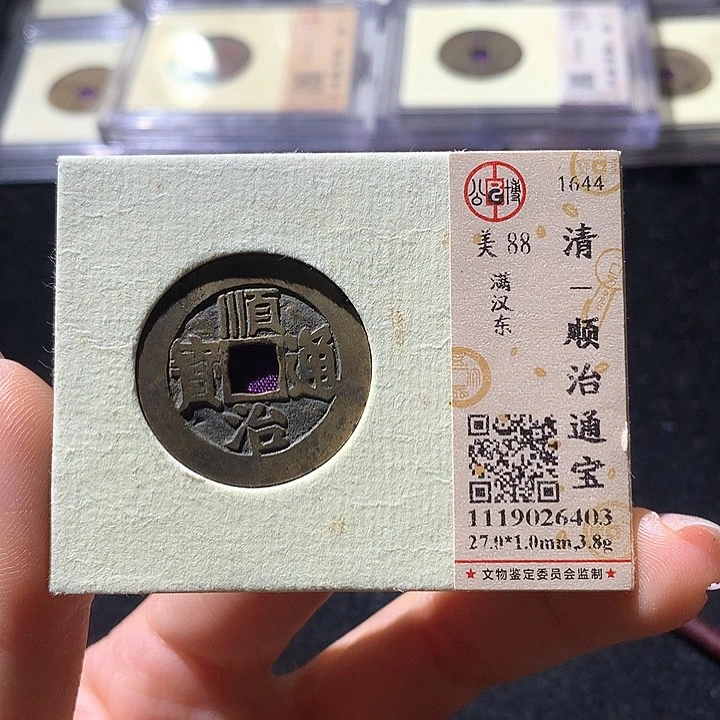 順治通寶
公博
1644
清一顺治通宝
美 88
满汉东
1119026403
27.0*1.0mm,3.8g
★文物鉴定委员会监制★